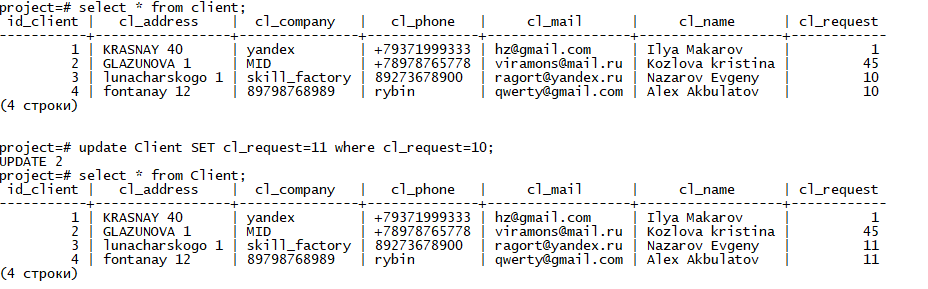 project=# select * from client;
 id_client |   cl_address    |  cl_company   |   cl_phone   |     cl_mail      |     cl_name      | cl_request
-----------+-----------------+---------------+--------------+------------------+------------------+------------
         1 | KRASNAY 40      | yandex        | +79371999333 | hz@gmail.com     | Ilya Makarov     |          1
         2 | GLAZUNOVA 1     | MID           | +78978765778 | viramons@mail.ru | Kozlova kristina |         45
         3 | lunacharskogo 1 | skill_factory | 89273678900  | ragort@yandex.ru | Nazarov Evgeny   |         10
         4 | fontanay 12     | 89798768989   | rybin        | qwerty@gmail.com | Alex Akbulatov   |         10
(4 строки)
project=# update Client SET cl_request=11 where cl_request=10;
UPDATE 2
project=# select * from Client;
 id_client |   cl_address    |  cl_company   |   cl_phone   |     cl_mail      |     cl_name      | cl_request
-----------+-----------------+---------------+--------------+------------------+------------------+------------
         1 | KRASNAY 40      | yandex        | +79371999333 | hz@gmail.com     | Ilya Makarov     |          1
         2 | GLAZUNOVA 1     | MID           | +78978765778 | viramons@mail.ru | Kozlova kristina |         45
         3 | lunacharskogo 1 | skill_factory | 89273678900  | ragort@yandex.ru | Nazarov Evgeny   |         11
         4 | fontanay 12     | 89798768989   | rybin        | qwerty@gmail.com | Alex Akbulatov   |         11
(4 строки)